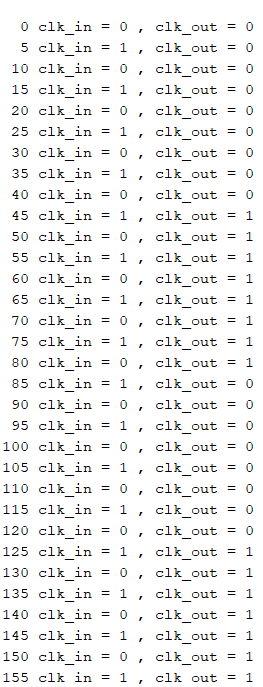 0 clk_in = 0 , clk_out = 0
5 clk_in = 1 , clk_out = 0
10 clk_in = 0 , clk_out = 0
15 clk_in = 1 , clk_out = 0
20 clk_in = 0 , clk_out = 0
25 clk_in = 1 , clk_out = 0
30 clk_in = 0 , clk_out = 0
35 clk_in = 1 , clk_out = 0
40 clk_in = 0 , clk_out = 0
45 clk_in = 1 , clk_out = 1
50 clk_in = 0 , clk_out = 1
55 clk_in = 1 , clk_out = 1
60 clk_in = 0 , clk_out = 1
65 clk_in = 1 , clk_out = 1
70 clk_in = 0 , clk_out = 1
75 clk_in = 1 , clk_out = 1
80 clk_in = 0 , clk_out = 1
85 clk_in = 1 , clk_out = 0
90 clk_in = 0 , clk_out = 0
95 clk_in = 1 , clk_out = 0
100 clk_in = 0 , clk_out = 0
105 clk_in = 1 , clk_out = 0
110 clk_in = 0 , clk_out = 0
115 clk_in = 1 , clk_out = 0
120 clk_in = 0 , clk_out = 0
125 clk_in = 1 , clk_out = 1
130 clk_in = 0 , clk_out = 1
135 clk_in = 1 , clk_out = 1
140 clk_in = 0 , clk_out = 1
145 clk_in = 1 , clk_out = 1
150 clk_in = 0 , clk_out = 1
155 clk_in = 1 , clk_out = 1